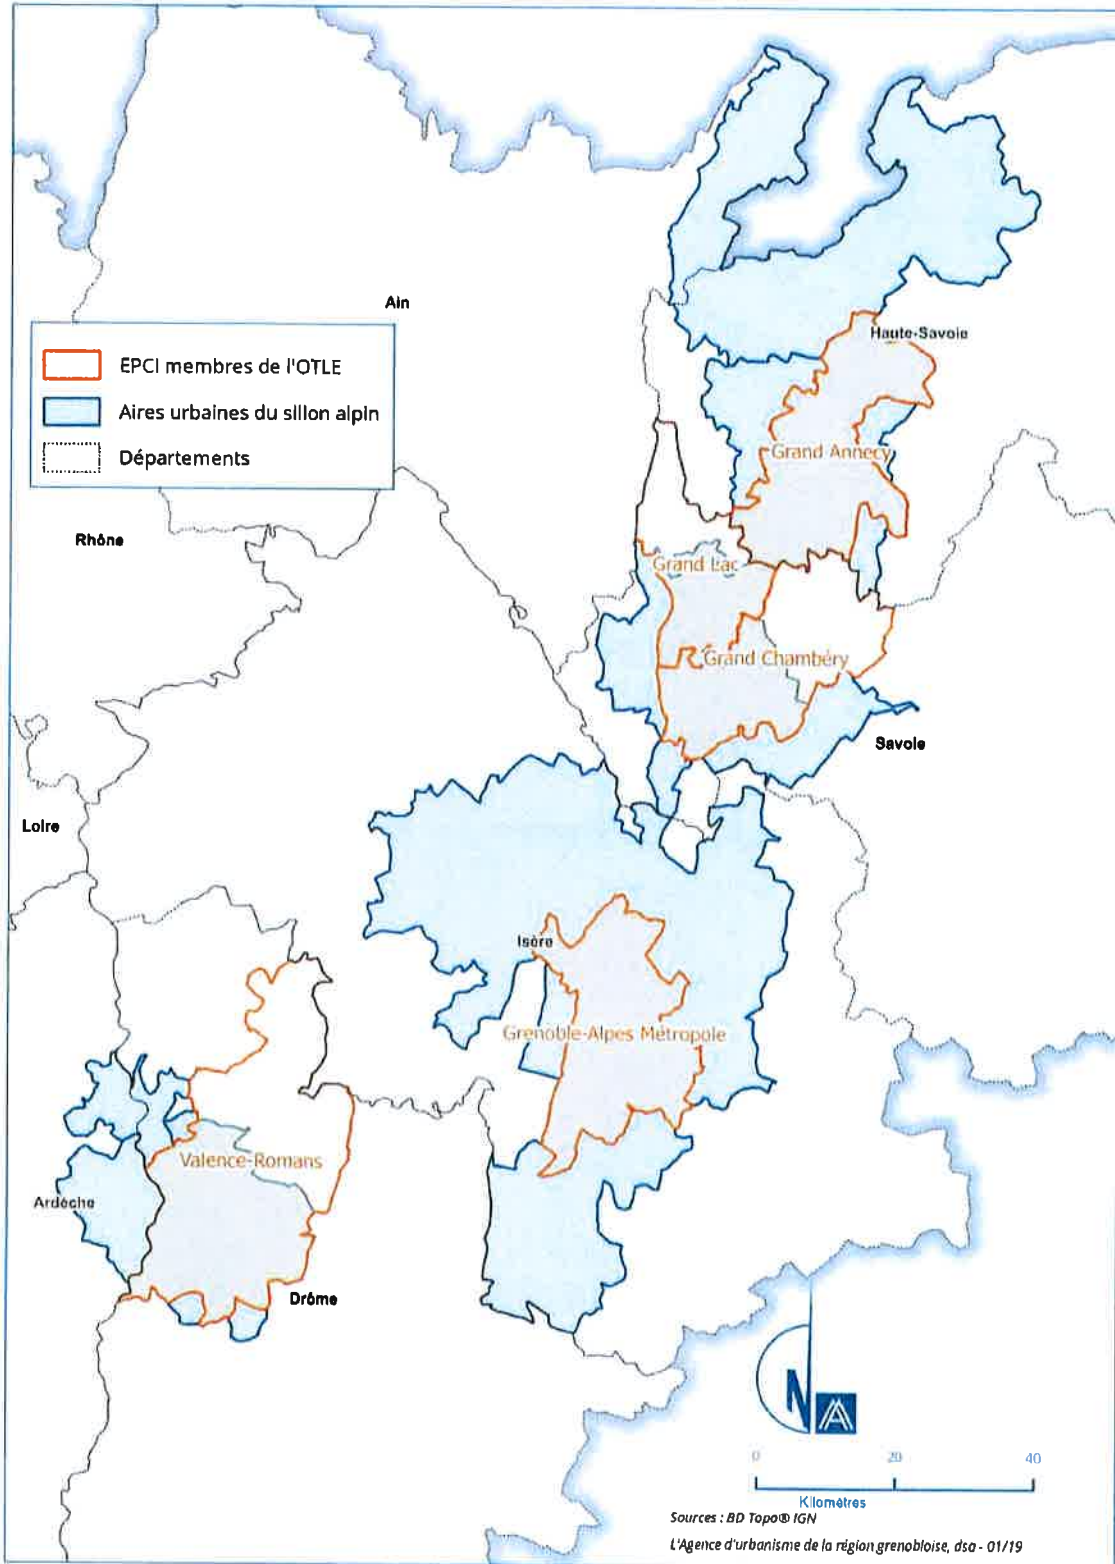 Ain
Haute-Savoie
EPCI membres de l'OTLE
Aires urbaines du sillon alpin
Départements
Grand Annecy
Rhône
Grand Lac
Grand Chambéry
Savoie
Loire
Isère
Grenoble-Alpes Métropole
Valence-Romans
Ardèche
Drôme
N
0 20 40
Kilomètres
Sources : BD Topo® IGN
L'Agence d'urbanisme de la région grenobloise, dsa - 01/19